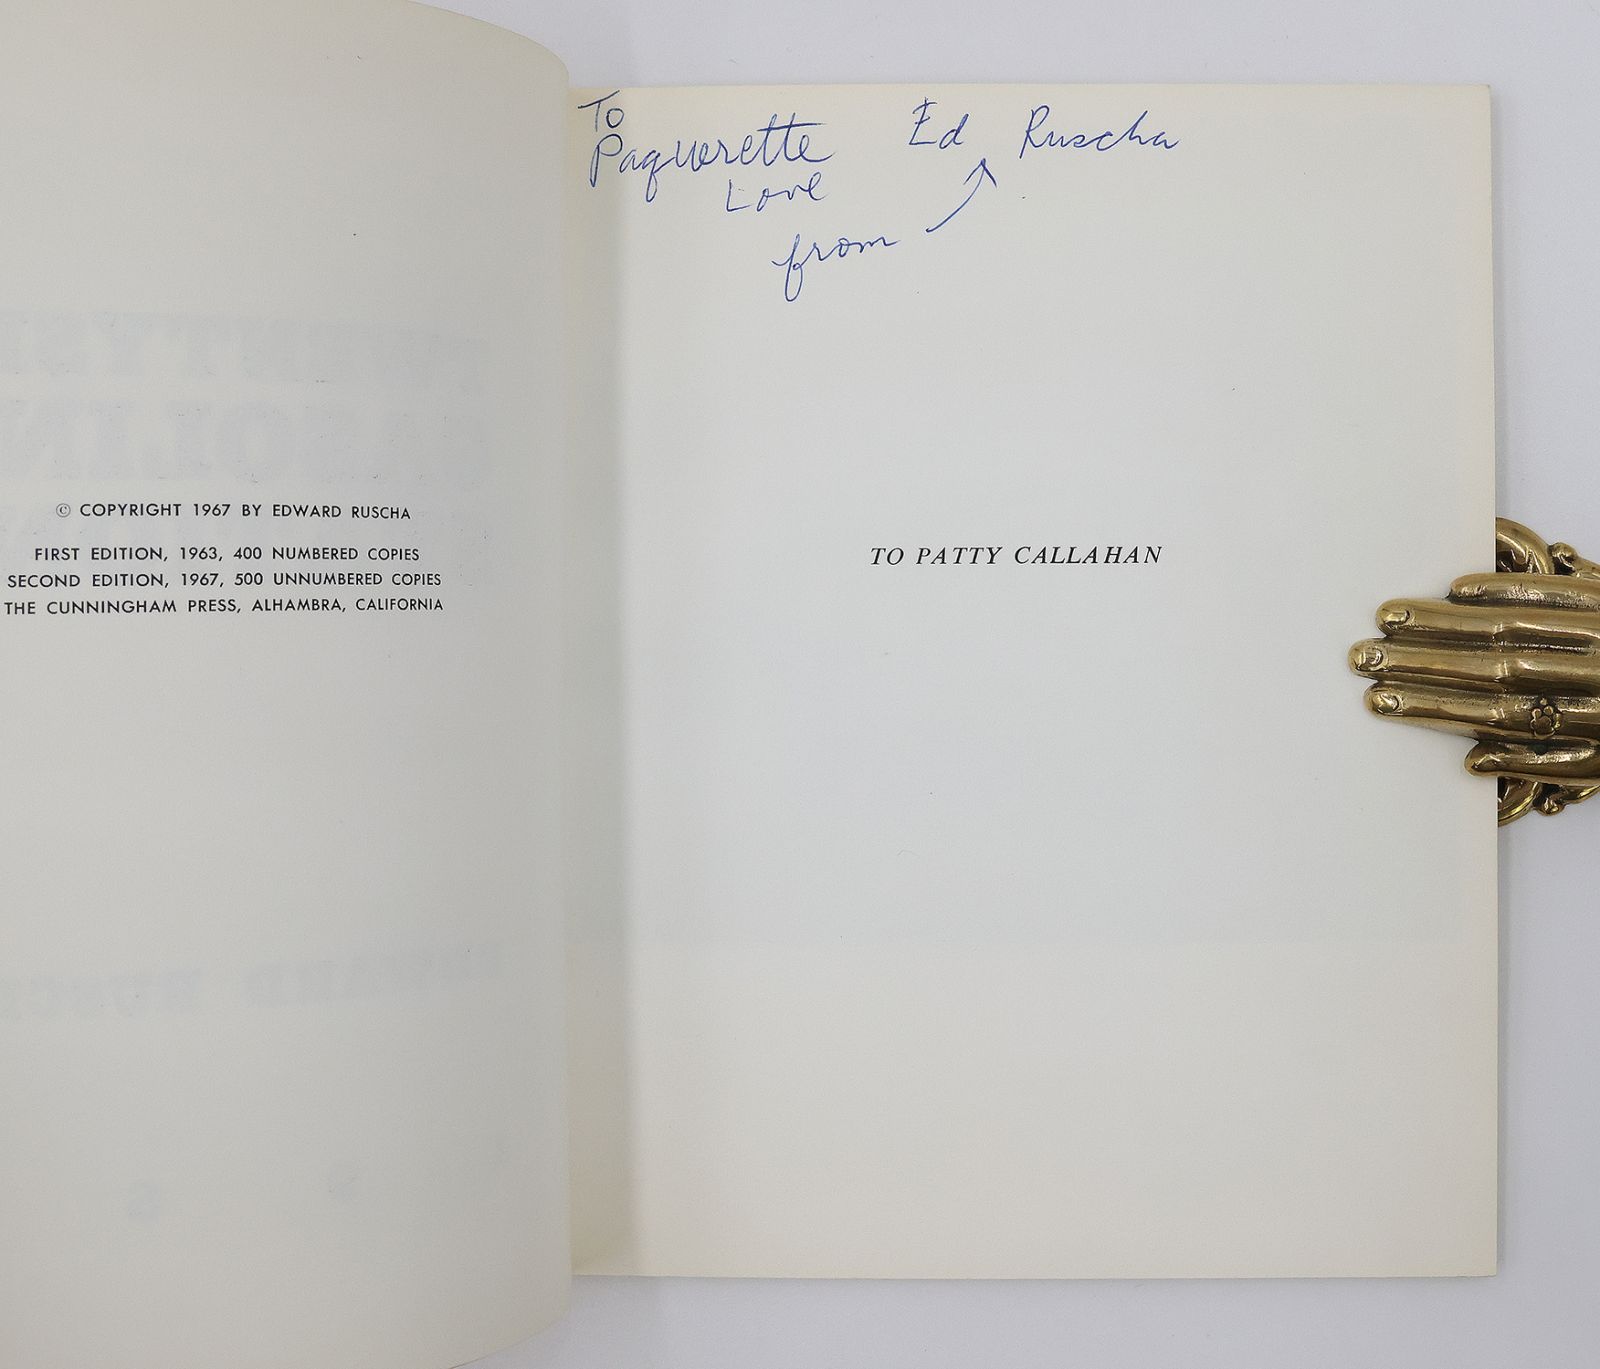 © COPYRIGHT 1967 BY EDWARD RUSCHA
FIRST EDITION, 1963, 400 NUMBERED COPIES
SECOND EDITION, 1967, 500 UNNUMBERED COPIES
THE CUNNINGHAM PRESS, ALHAMBRA, CALIFORNIA
To
Paquerette
Love
from
Ed Ruscha
TO PATTY CALLAHAN